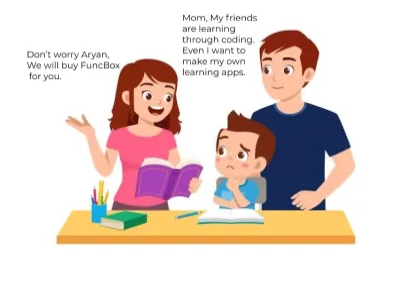 Mom, My friends
are learning
through coding.
Even I want to
make my own
learning apps.
Don't worry Aryan,
We will buy FuncBox
for you.